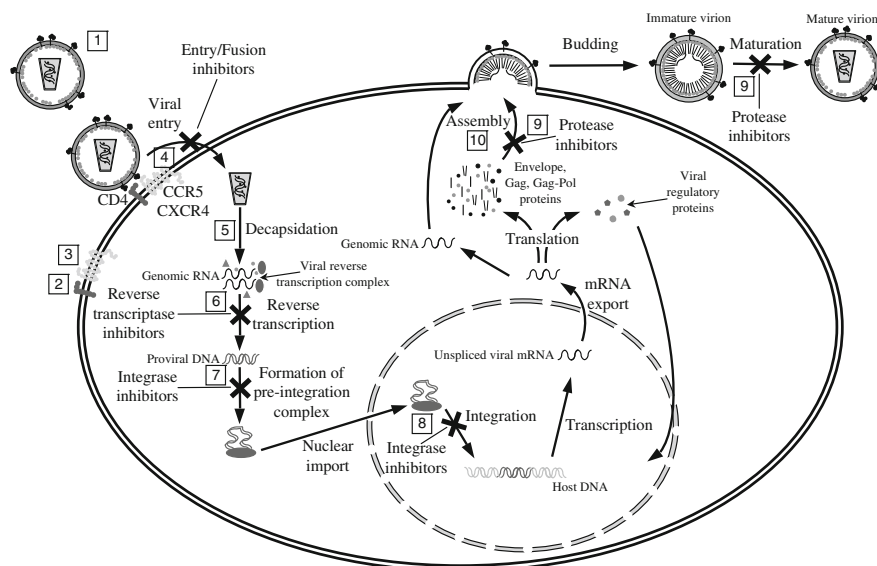 1
Entry/Fusion
inhibitors
Viral
entry
4
CD4
CCR5
CXCR4
5
Decapsidation
3
2
Genomic RNA
Viral reverse
transcription complex
Reverse
transcriptase
inhibitors
6
Reverse
transcription
Proviral DNA
7
Integrase
inhibitors
Formation of
pre-integration
complex
Nuclear
import
8
Integration
Integrase
inhibitors
Host DNA
Transcription
Unspliced viral mRNA
mRNA
export
Translation
Genomic RNA
Viral
regulatory
proteins
Envelope,
Gag, Gag-Pol
proteins
Assembly
10
9
Protease
inhibitors
Budding
Immature virion
Maturation
9
Protease
inhibitors
Mature virion